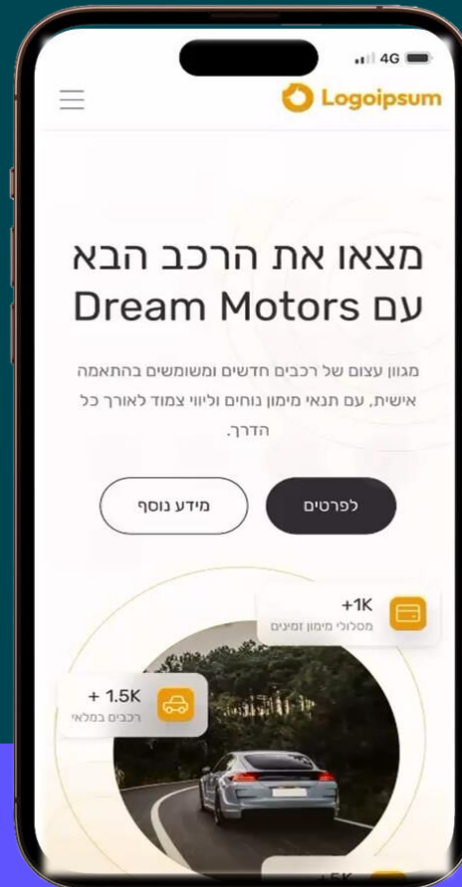 4G
Logoipsum
מצאו את הרכב הבא
עם Dream Motors
מגוון עצום של רכבים חדשים ומשומשים בהתאמה
אישית, עם תנאי מימון נוחים וליווי צמוד לאורך כל
הדרך.
לפרטים
מידע נוסף
+1K
מסלולי מימון זמינים
+ 1.5K
רכבים במלאי
+5K